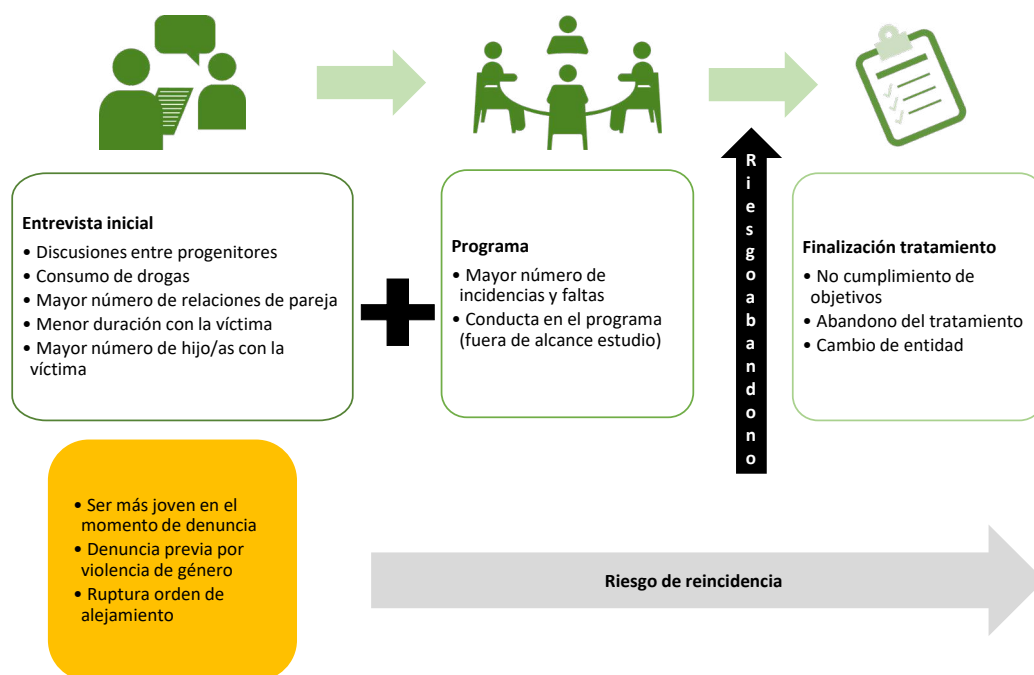 Entrevista inicial
• Discusiones entre progenitores
• Consumo de drogas
• Mayor número de relaciones de pareja
• Menor duración con la víctima
• Mayor número de hijo/as con la
víctima
Programa
• Mayor número de
incidencias y faltas
• Conducta en el programa
(fuera de alcance estudio)
Riesgoabandono
Finalización tratamiento
• No cumplimiento de
objetivos
• Abandono del tratamiento
• Cambio de entidad
• Ser más joven en el
momento de denuncia
• Denuncia previa por
violencia de género
• Ruptura orden de
alejamiento
Riesgo de reincidencia